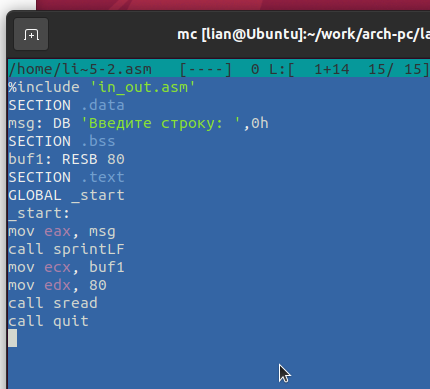 mc [lian@Ubuntu]:~/work/arch-pc/la
/home/li~5-2.asm [----] 0 L:[ 1+14 15/ 15]
%include 'in_out.asm'
SECTION .data
msg: DB 'Введите строку: ',0h
SECTION .bss
buf1: RESB 80
SECTION .text
GLOBAL _start
_start:
mov eax, msg
call sprintLF
mov ecx, buf1
mov edx, 80
call sread
call quit